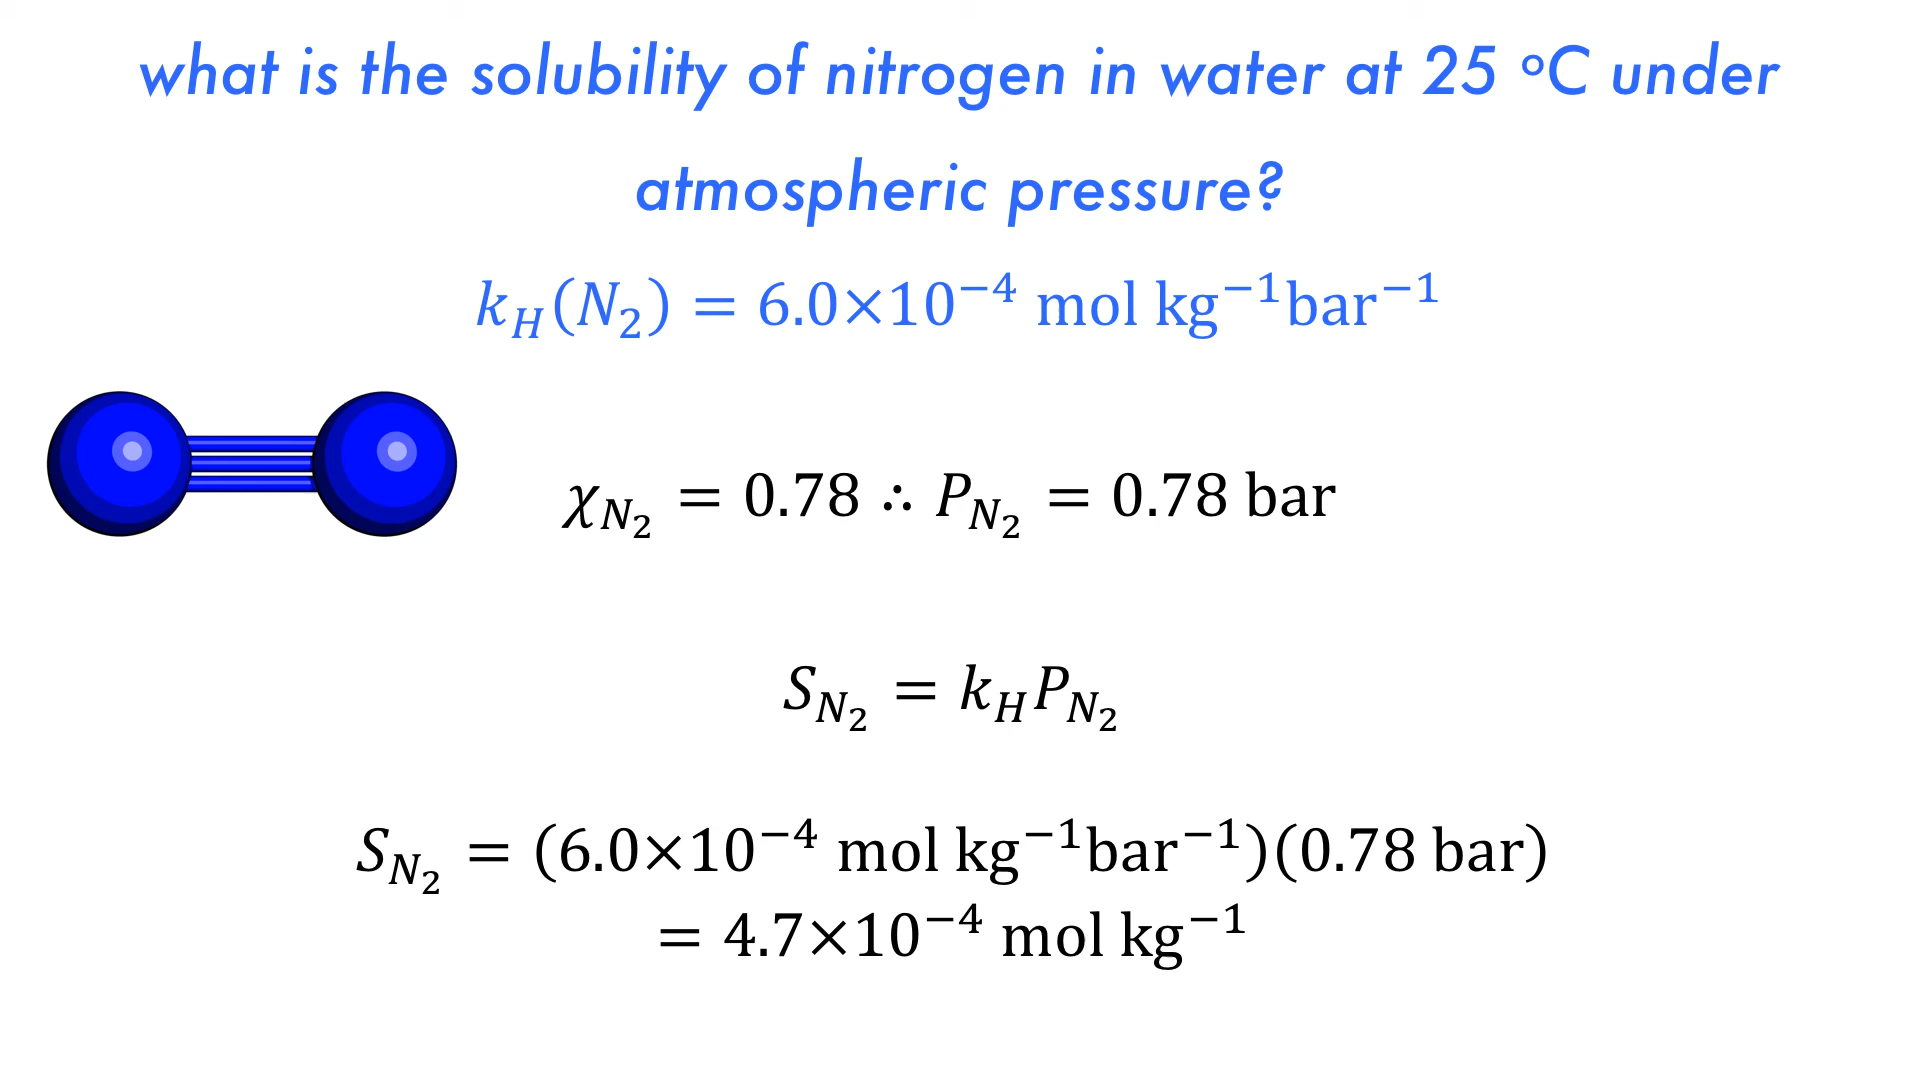 what is the solubility of nitrogen in water at 25 °C under
atmospheric pressure?
k_H(N₂) = 6.0×10⁻⁴ mol kg⁻¹bar⁻¹
χ_N₂ = 0.78 ∴ P_N₂ = 0.78 bar
S_N₂ = k_H P_N₂
S_N₂ = (6.0×10⁻⁴ mol kg⁻¹bar⁻¹)(0.78 bar)
= 4.7×10⁻⁴ mol kg⁻¹